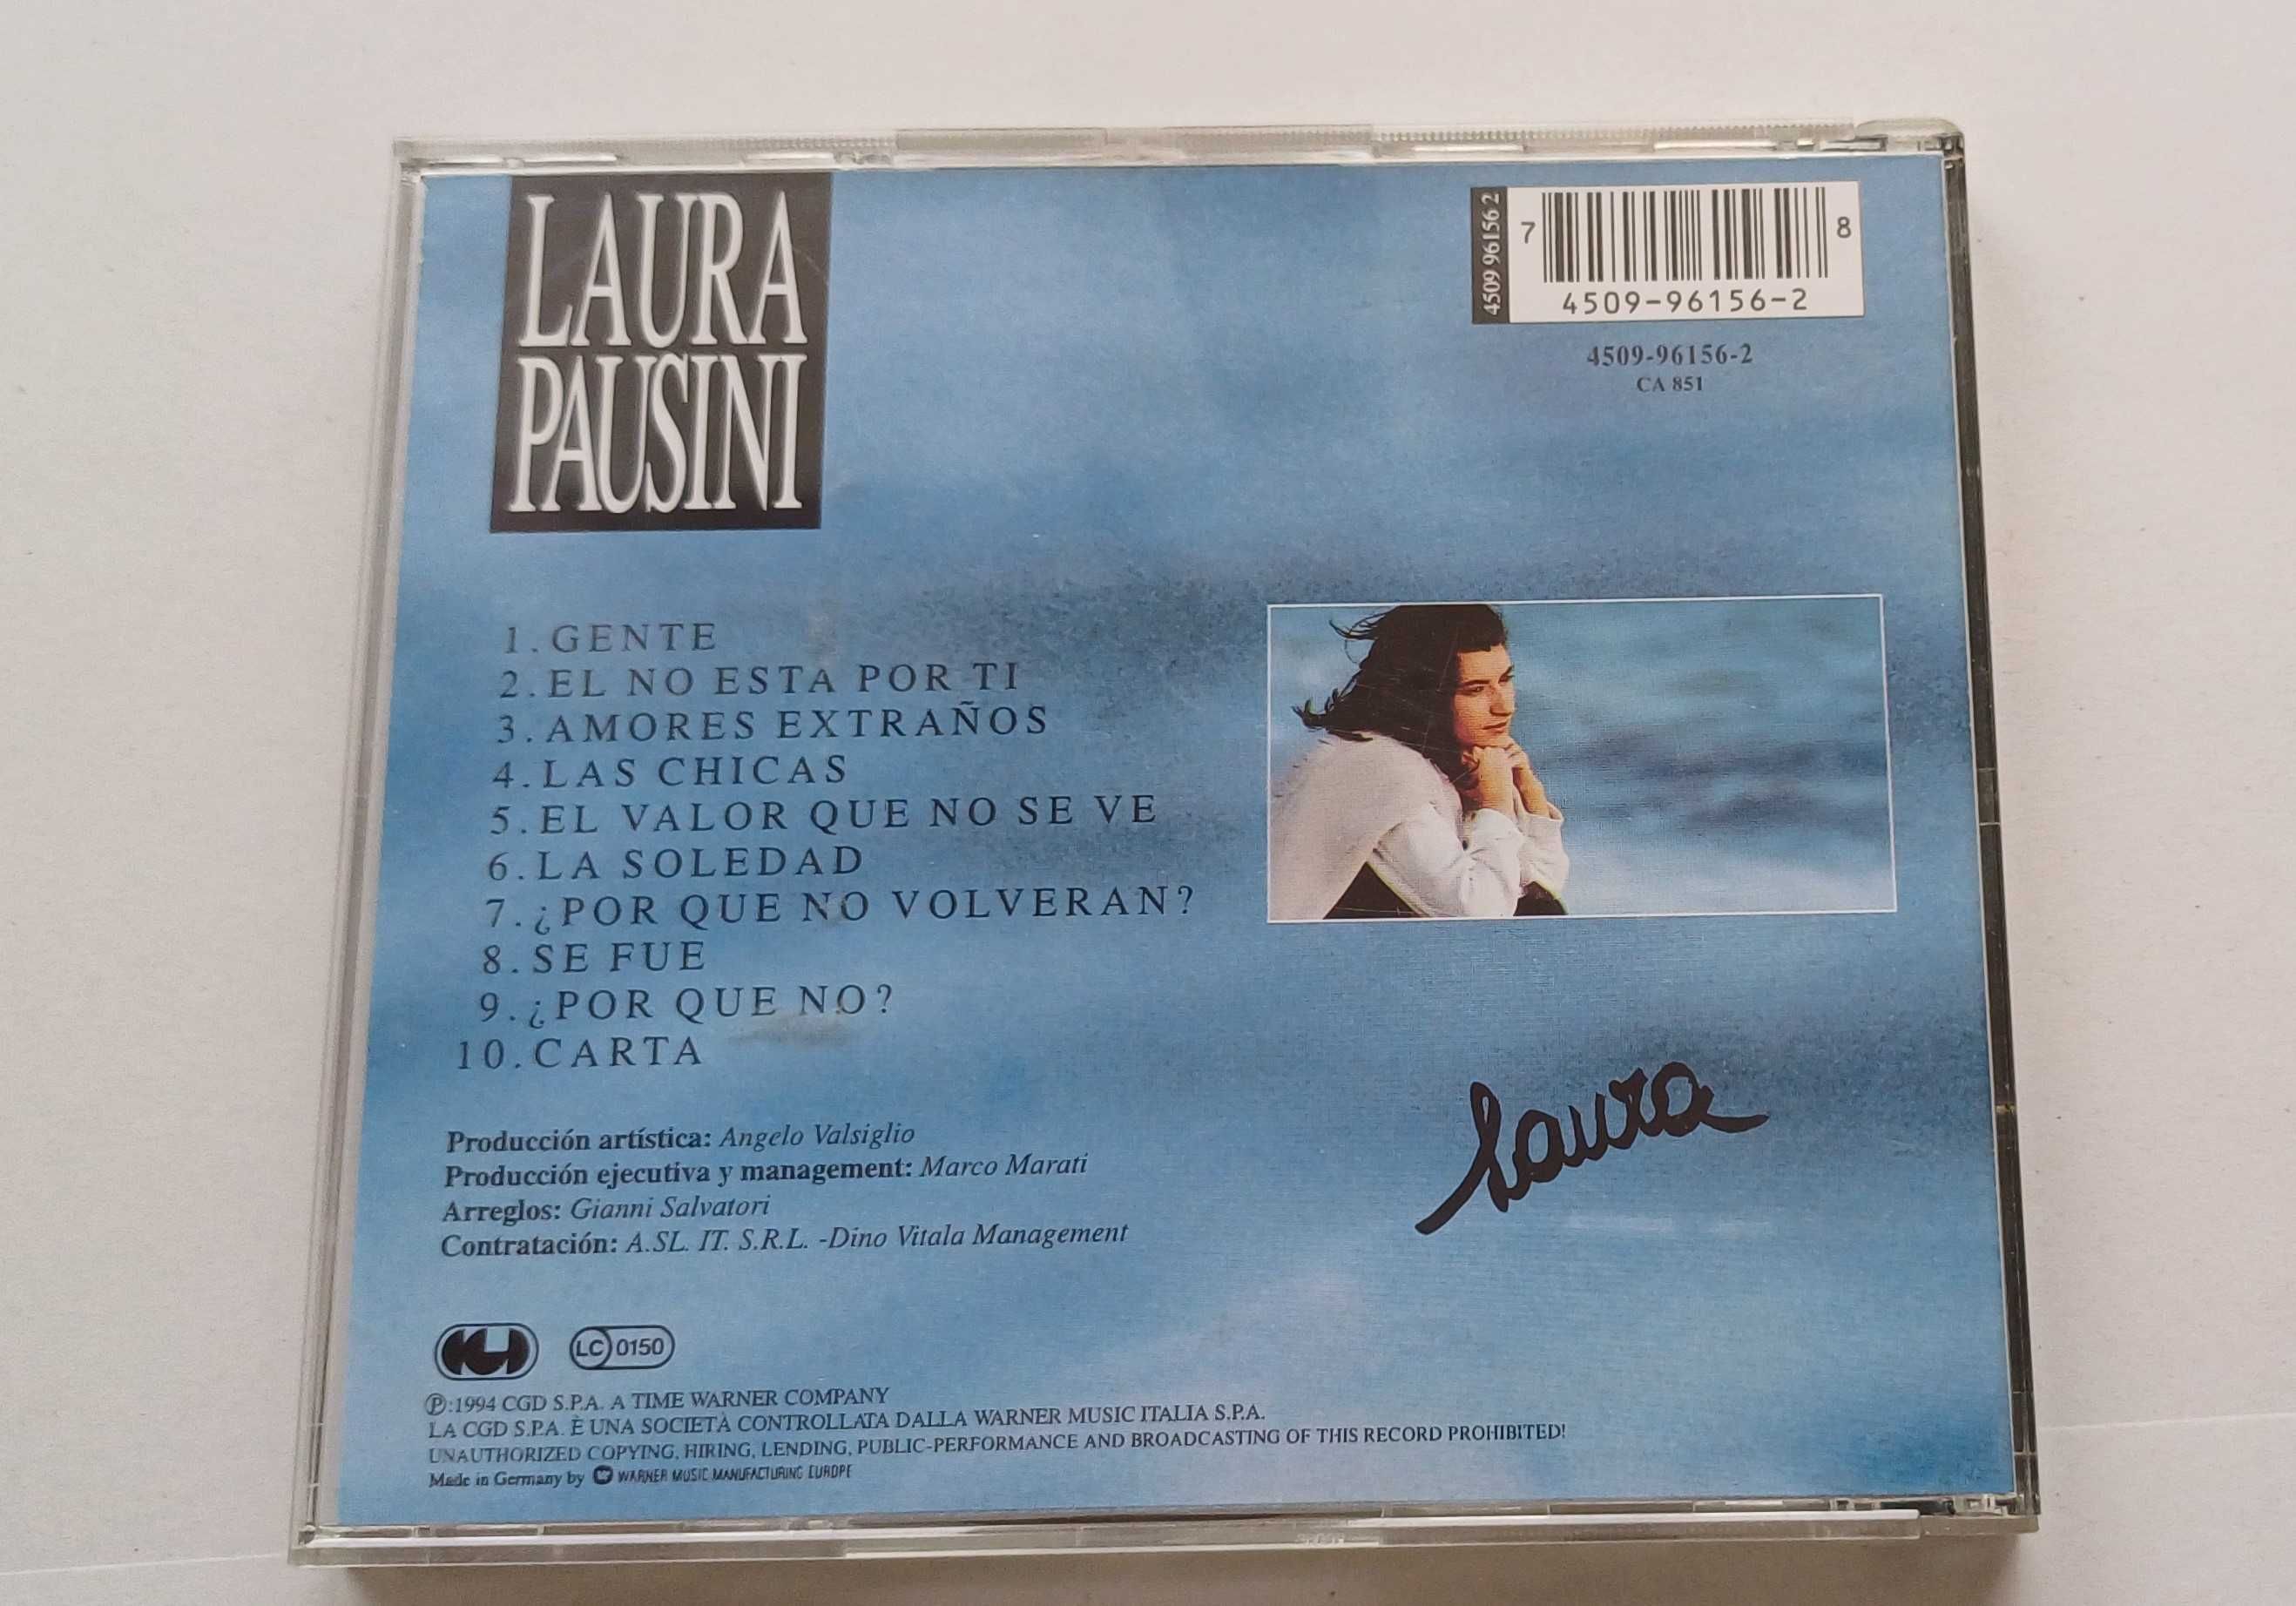 LAURA
PAUSINI
4509 96156 2
7 8
4509-96156-2
4509-96156-2
CA 851
1. GENTE
2. EL NO ESTA POR TI
3. AMORES EXTRAÑOS
4. LAS CHICAS
5. EL VALOR QUE NO SE VE
6. LA SOLEDAD
7. ¿POR QUE NO VOLVERAN?
8. SE FUE
9. ¿POR QUE NO?
10. CARTA
Laura
Producción artística: Angelo Valsiglio
Producción ejecutiva y management: Marco Marati
Arreglos: Gianni Salvatori
Contratación: A.SL. IT. S.R.L. -Dino Vitala Management
LC 0150
Ⓟ:1994 CGD S.P.A. A TIME WARNER COMPANY
LA CGD S.P.A. È UNA SOCIETÀ CONTROLLATA DALLA WARNER MUSIC ITALIA S.P.A.
UNAUTHORIZED COPYING, HIRING, LENDING, PUBLIC-PERFORMANCE AND BROADCASTING OF THIS RECORD PROHIBITED!
Made in Germany by WARNER MUSIC MANUFACTURING EUROPE